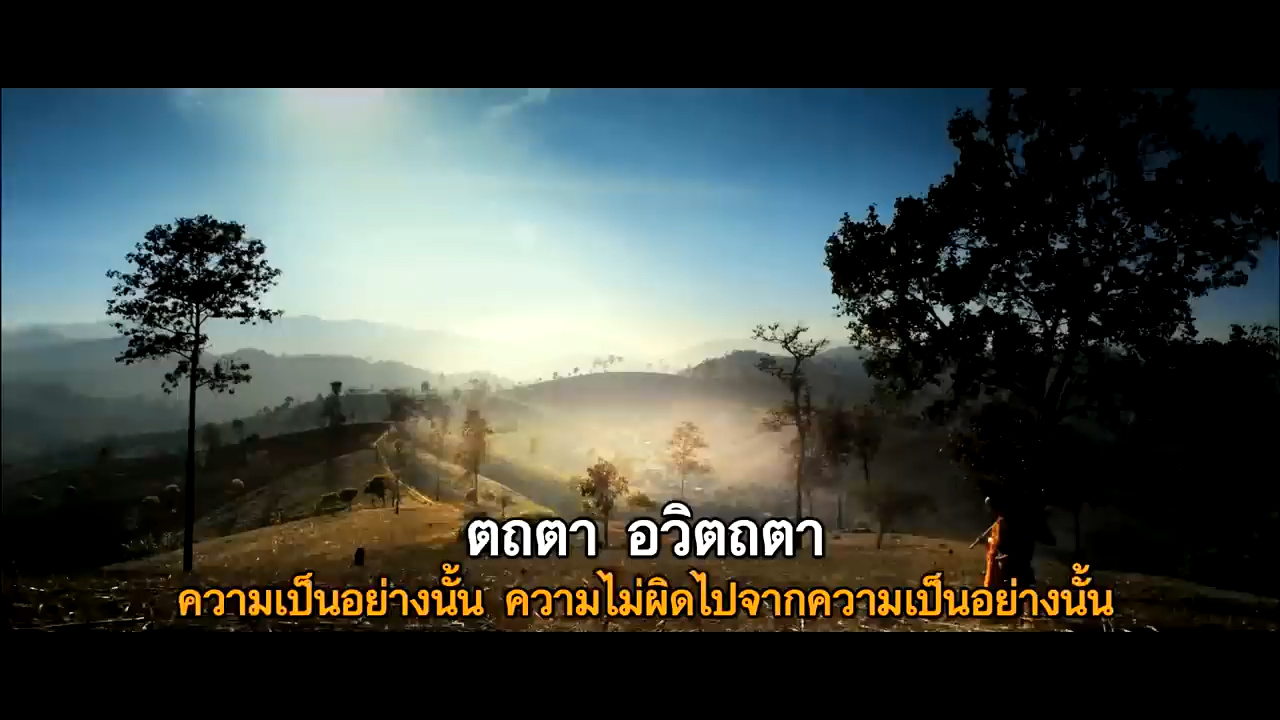 ตถตา อวิตถตา
ความเป็นอย่างนั้น ความไม่ผิดไปจากความเป็นอย่างนั้น